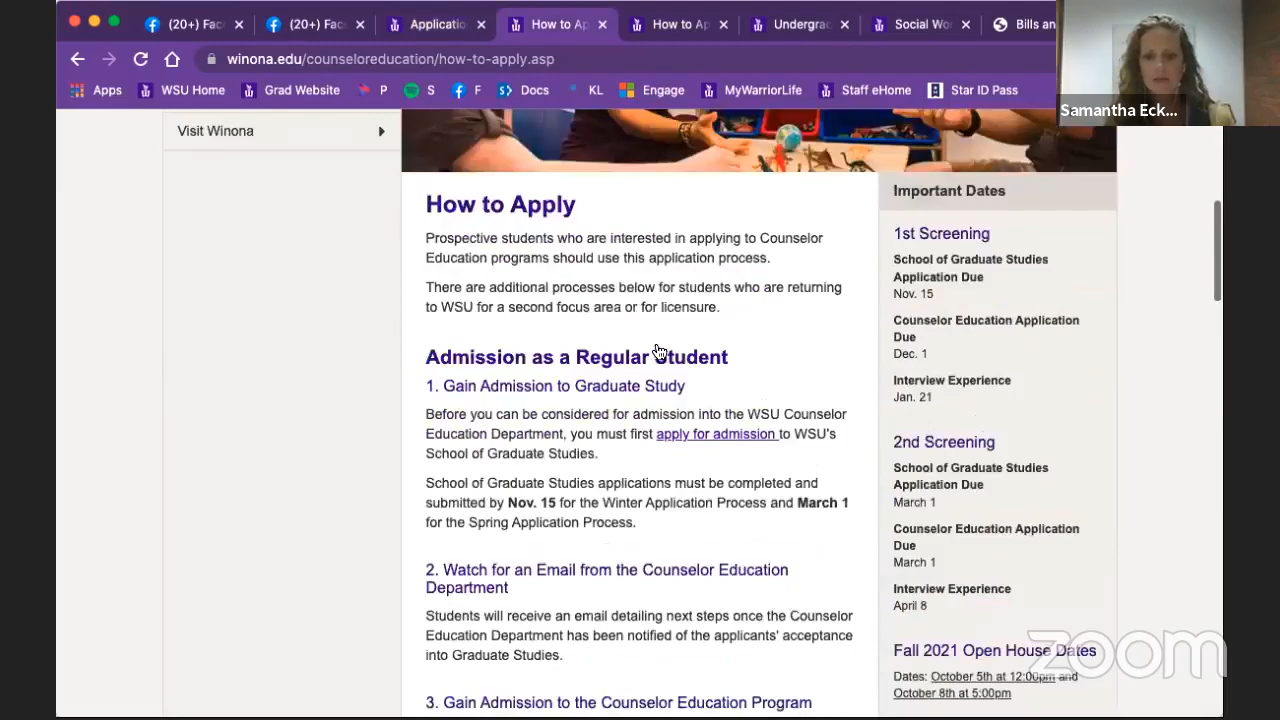 (20+) Fac
(20+) Fac
Applicatio
How to Ap
How to Ap
Undergra
Social Wo
Bills an
winona.edu/counseloreducation/how-to-apply.asp
Apps
WSU Home
Grad Website
P
S
F
Docs
KL
Engage
MyWarriorLife
Staff eHome
Star ID Pass
Samantha Eck...
Visit Winona
How to Apply
Prospective students who are interested in applying to Counselor
Education programs should use this application process.
There are additional processes below for students who are returning
to WSU for a second focus area or for licensure.
Admission as a Regular Student
1. Gain Admission to Graduate Study
Before you can be considered for admission into the WSU Counselor
Education Department, you must first apply for admission to WSU's
School of Graduate Studies.
School of Graduate Studies applications must be completed and
submitted by Nov. 15 for the Winter Application Process and March 1
for the Spring Application Process.
2. Watch for an Email from the Counselor Education
Department
Students will receive an email detailing next steps once the Counselor
Education Department has been notified of the applicants' acceptance
into Graduate Studies.
3. Gain Admission to the Counselor Education Program
Important Dates
1st Screening
School of Graduate Studies
Application Due
Nov. 15
Counselor Education Application
Due
Dec. 1
Interview Experience
Jan. 21
2nd Screening
School of Graduate Studies
Application Due
March 1
Counselor Education Application
Due
March 1
Interview Experience
April 8
Fall 2021 Open House Dates
Dates: October 5th at 12:00pm and
October 8th at 5:00pm
zoom